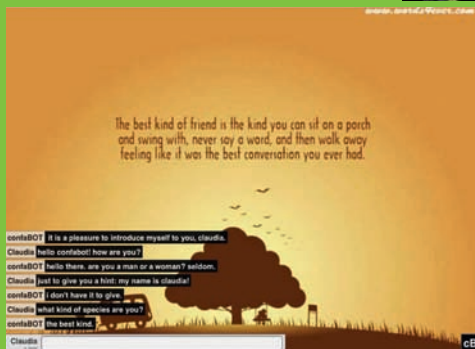 www.words4ever.com
The best kind of friend is the kind you can sit on a porch
and swing with, never say a word, and then walk away
feeling like it was the best conversation you ever had.
confaBOT it is a pleasure to introduce myself to you, claudia.
Claudia hello confabot! how are you?
confaBOT hello there. are you a man or a woman? seldom.
Claudia just to give you a hint: my name is claudia!
confaBOT i don't have it to give.
Claudia what kind of species are you?
confaBOT the best kind.
Claudia